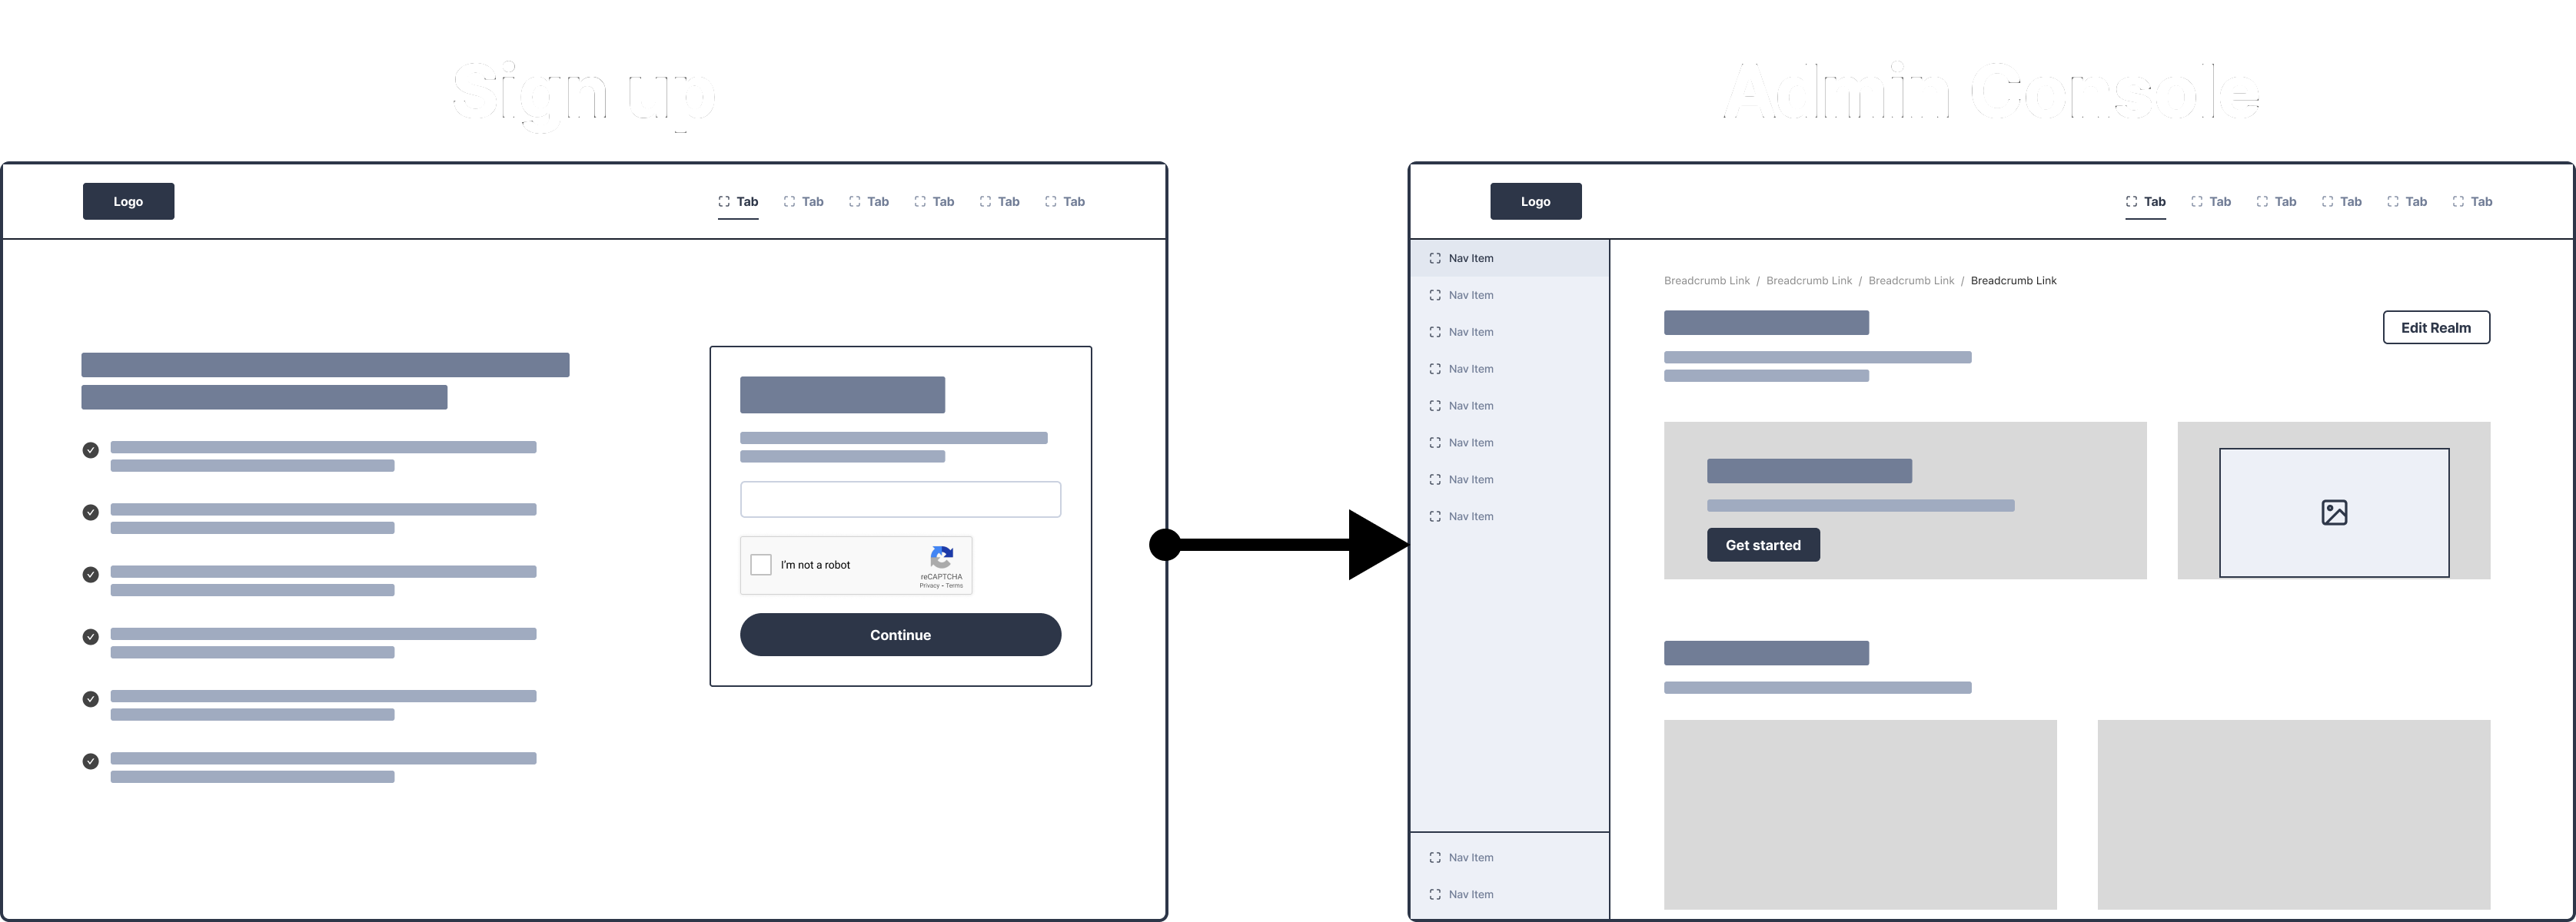 Sign up
Admin Console
Logo
Tab Tab Tab Tab Tab Tab
I'm not a robot
reCAPTCHA
Privacy • Terms
Continue
Logo
Tab Tab Tab Tab Tab Tab
Nav Item
Nav Item
Nav Item
Nav Item
Nav Item
Nav Item
Nav Item
Nav Item
Nav Item
Nav Item
Breadcrumb Link / Breadcrumb Link / Breadcrumb Link / Breadcrumb Link
Edit Realm
Get started